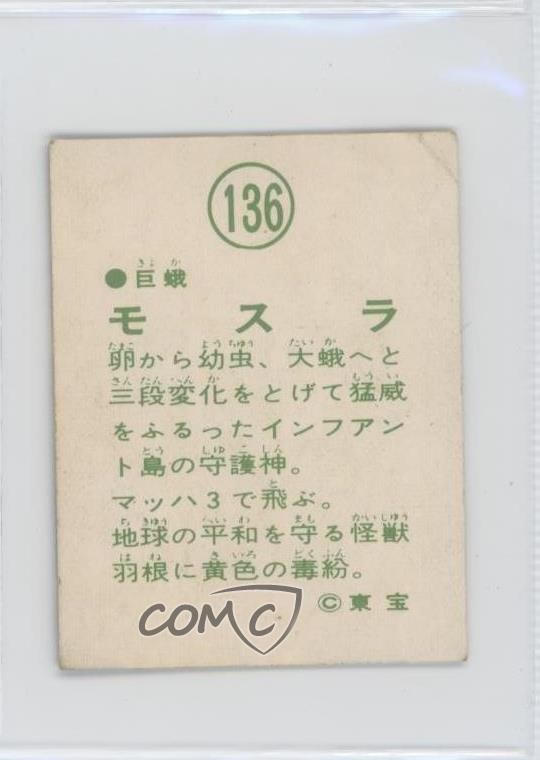 136
●巨蛾
モスラ
卵から幼虫、大蛾へと
三段変化をとげて猛威
をふるったインフアン
ト島の守護神。
マッハ3で飛ぶ。
地球の平和を守る怪獣
羽根に黄色の毒紛。
©東宝
COMC